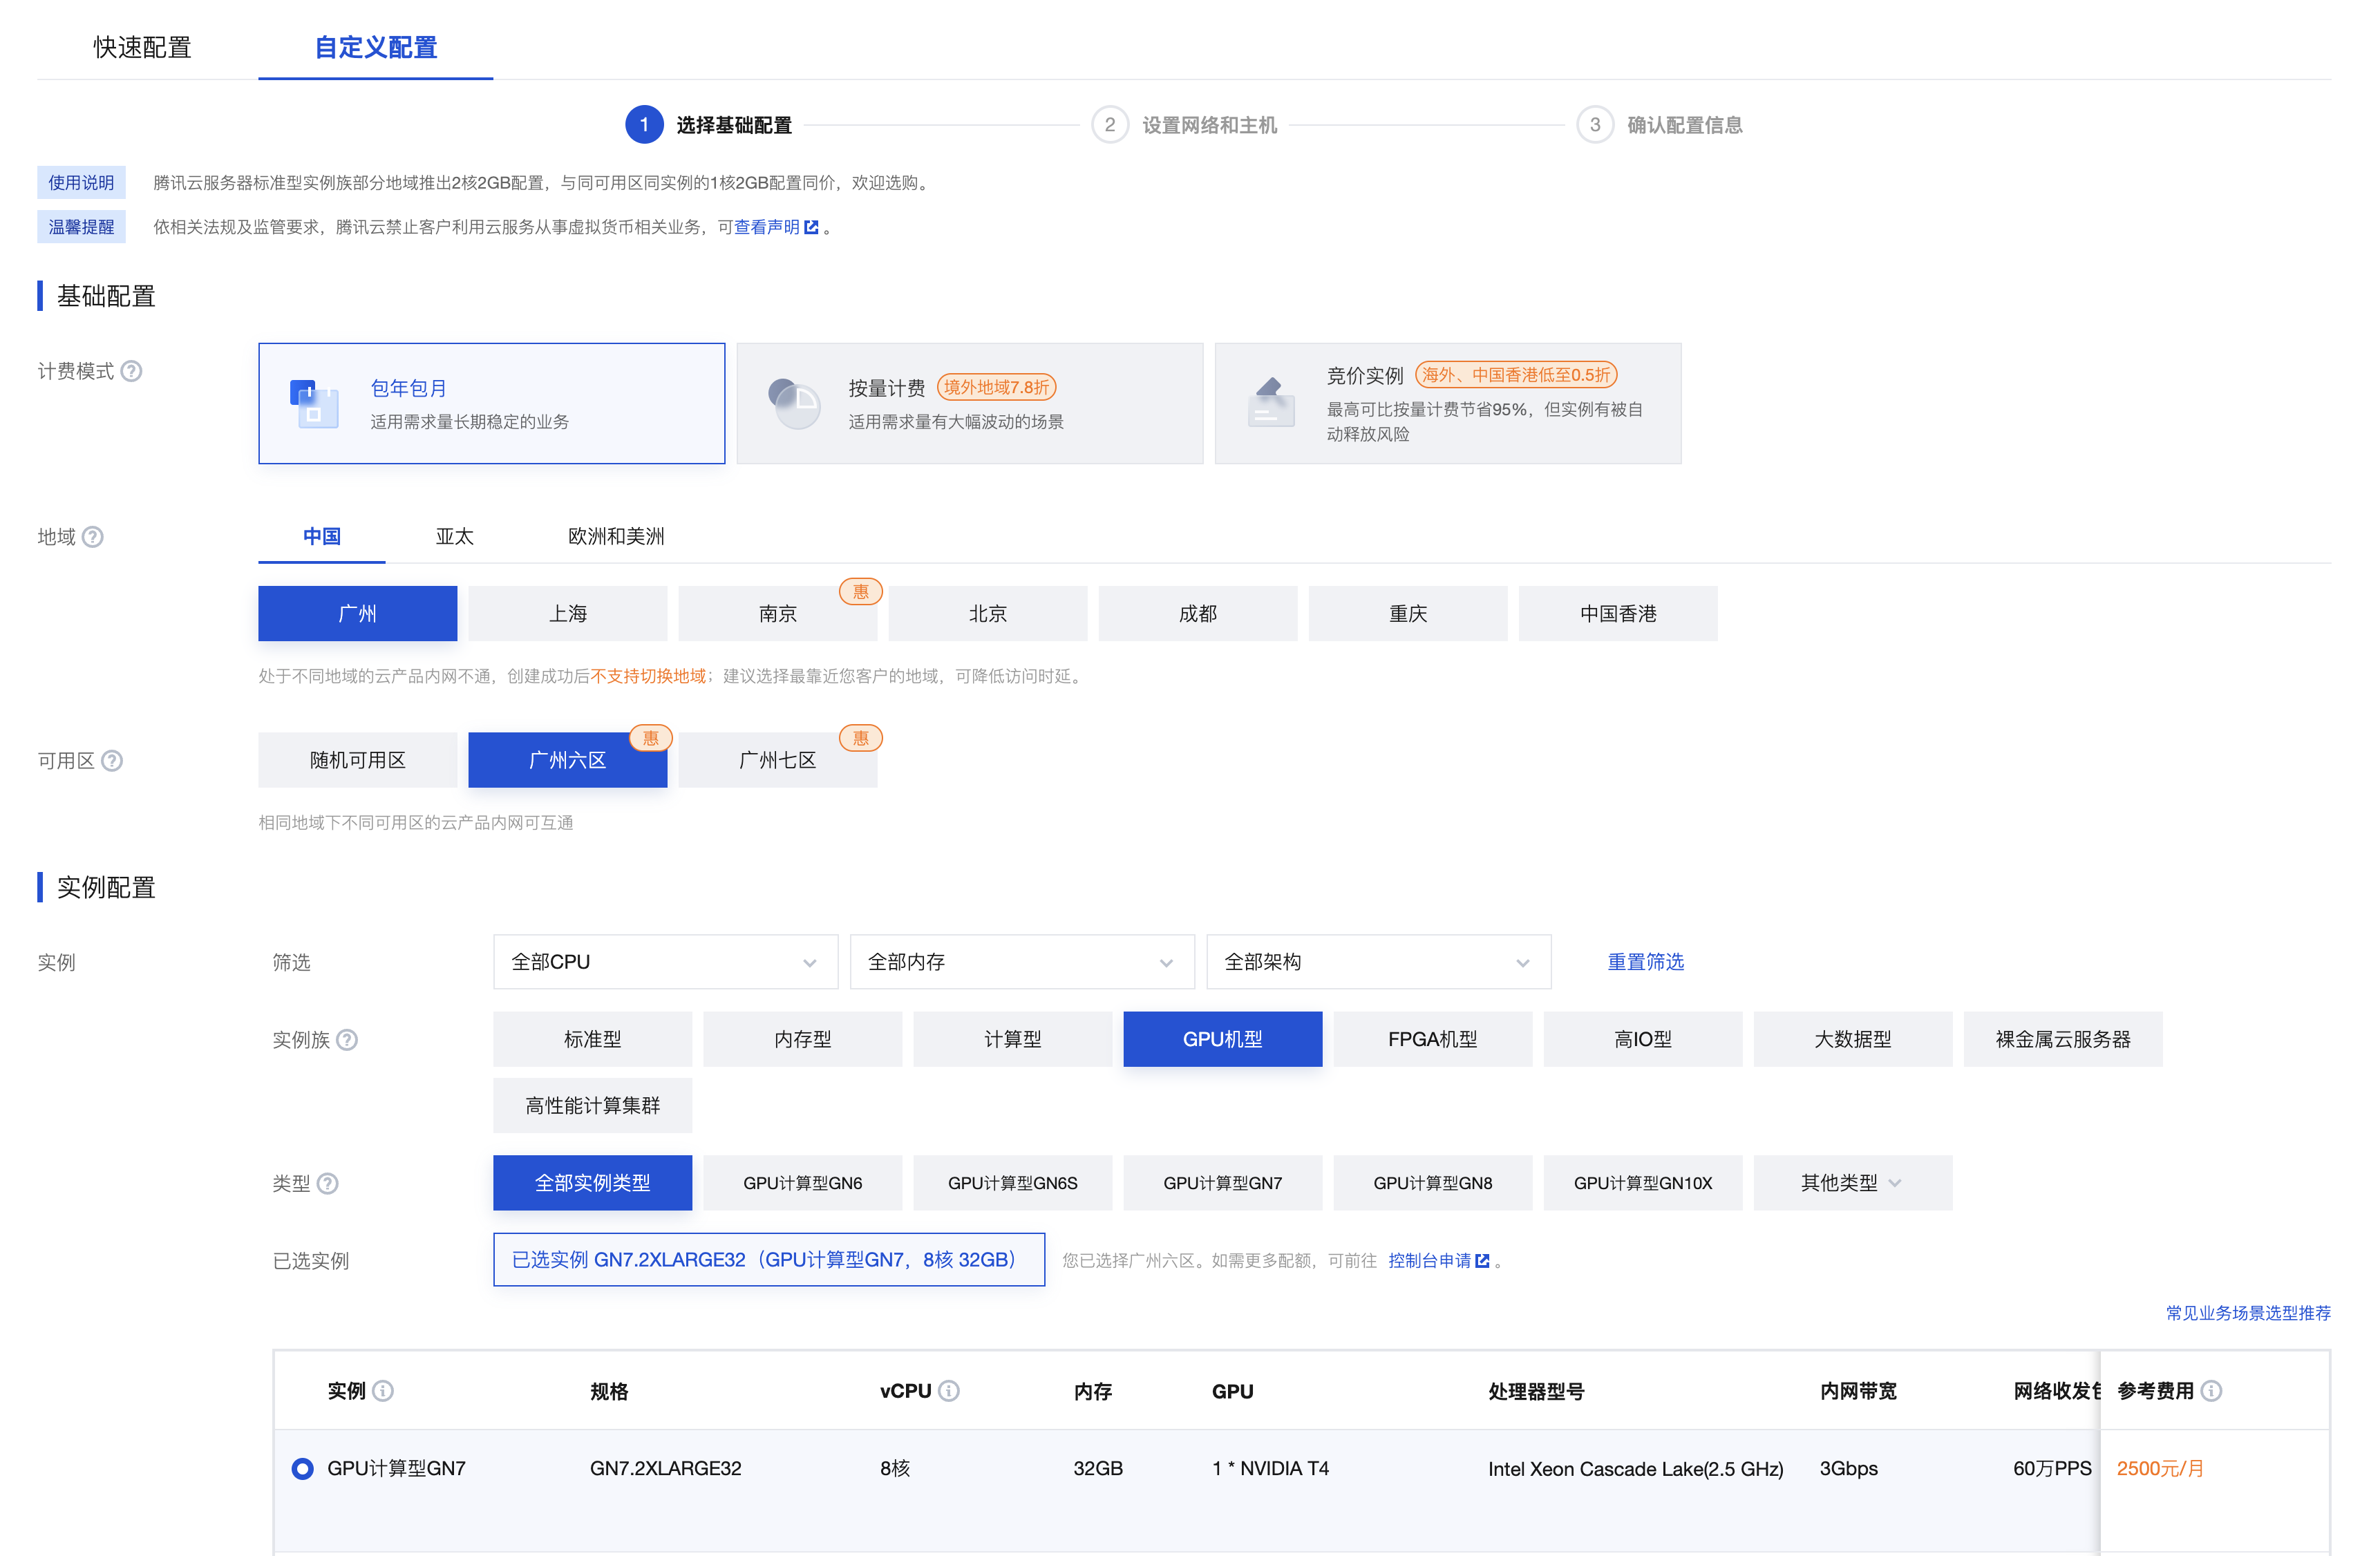 快速配置 自定义配置
1 选择基础配置 2 设置网络和主机 3 确认配置信息
使用说明 腾讯云服务器标准型实例族部分地域推出2核2GB配置，与同可用区同实例的1核2GB配置同价，欢迎选购。
温馨提醒 依相关法规及监管要求，腾讯云禁止客户利用云服务从事虚拟货币相关业务，可查看声明。
基础配置
计费模式 ?
包年包月
适用需求量长期稳定的业务
按量计费 境外地域7.8折
适用需求量有大幅波动的场景
竞价实例 海外、中国香港低至0.5折
最高可比按量计费节省95%，但实例有被自
动释放风险
地域 ? 中国 亚太 欧洲和美洲
广州 上海 南京 惠 北京 成都 重庆 中国香港
处于不同地域的云产品内网不通，创建成功后不支持切换地域；建议选择最靠近您客户的地域，可降低访问时延。
可用区 ? 随机可用区 广州六区 惠 广州七区 惠
相同地域下不同可用区的云产品内网可互通
实例配置
实例 筛选 全部CPU 全部内存 全部架构 重置筛选
实例族 ? 标准型 内存型 计算型 GPU机型 FPGA机型 高IO型 大数据型 裸金属云服务器
高性能计算集群
类型 ? 全部实例类型 GPU计算型GN6 GPU计算型GN6S GPU计算型GN7 GPU计算型GN8 GPU计算型GN10X 其他类型
已选实例 已选实例 GN7.2XLARGE32（GPU计算型GN7，8核 32GB） 您已选择广州六区。如需更多配额，可前往 控制台申请。
常见业务场景选型推荐
实例 规格 vCPU 内存 GPU 处理器型号 内网带宽 网络收发 参考费用
GPU计算型GN7 GN7.2XLARGE32 8核 32GB 1 * NVIDIA T4 Intel Xeon Cascade Lake(2.5 GHz) 3Gbps 60万PPS 2500元/月